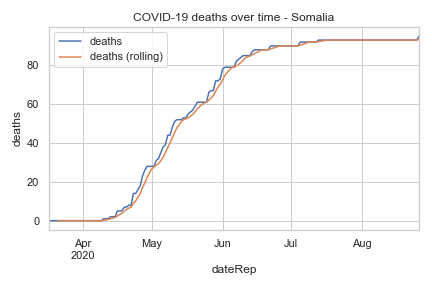 COVID-19 deaths over time - Somalia
deaths
deaths (rolling)
80
60
40
20
0
deaths
Apr
2020
May
Jun
Jul
Aug
dateRep